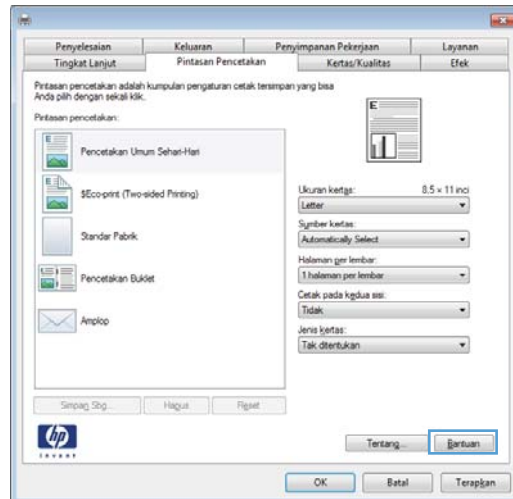 Penyelesaian Keluaran Penyimpanan Pekerjaan Layanan
Tingkat Lanjut Pintasan Pencetakan Kertas/Kualitas Efek
Pintasan pencetakan adalah kumpulan pengaturan cetak tersimpan yang bisa
Anda pilih dengan sekali klik.
Pintasan pencetakan:
Pencetakan Umum Sehari-Hari
$Eco-print (Two-sided Printing)
Standar Pabrik
Pencetakan Buklet
Amplop
E
Ukuran kertas: 8.5 × 11 inci
Letter
Sumber kertas:
Automatically Select
Halaman per lembar:
1 halaman per lembar
Cetak pada kedua sisi:
Tidak
Jenis kertas:
Tak ditentukan
Simpan Sbg... Hapus Reset
hp
invent
Tentang... Bantuan
OK Batal Terapkan